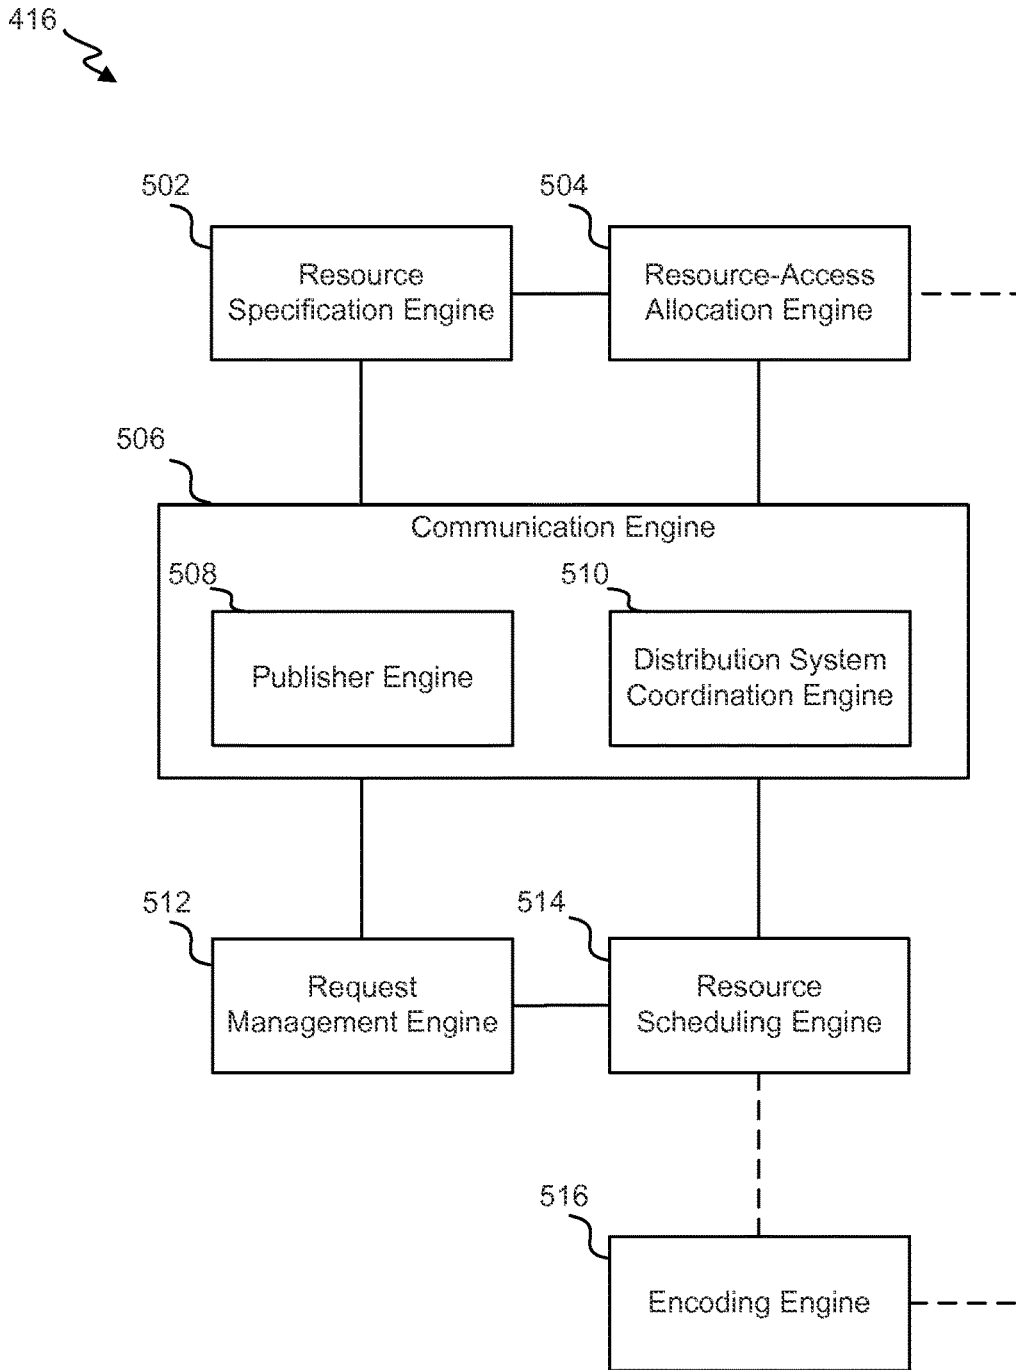 416
502
504
Resource
Specification Engine
Resource-Access
Allocation Engine
506
Communication Engine
508
510
Publisher Engine
Distribution System
Coordination Engine
512
514
Request
Management Engine
Resource
Scheduling Engine
516
Encoding Engine